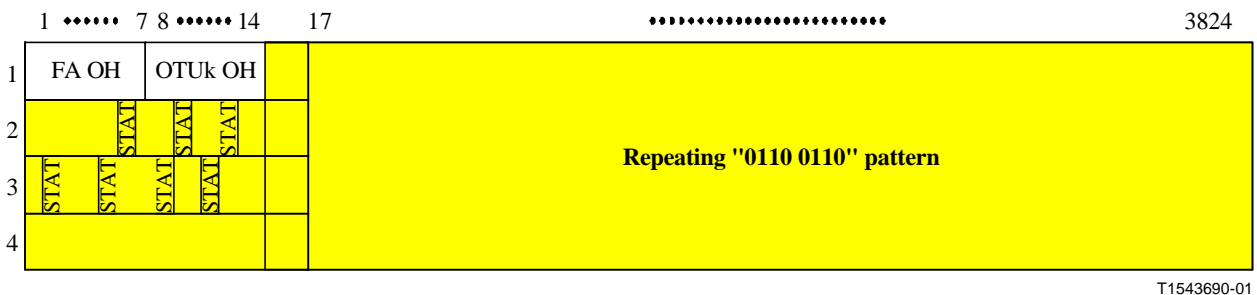 1 •••••• 7 8 •••••• 14 17 ••••••••••••••••••••••• 3824
1 FA OH OTUk OH
2 STAT STAT STAT
Repeating "0110 0110" pattern
3 STAT STAT STAT STAT
4
T1543690-01